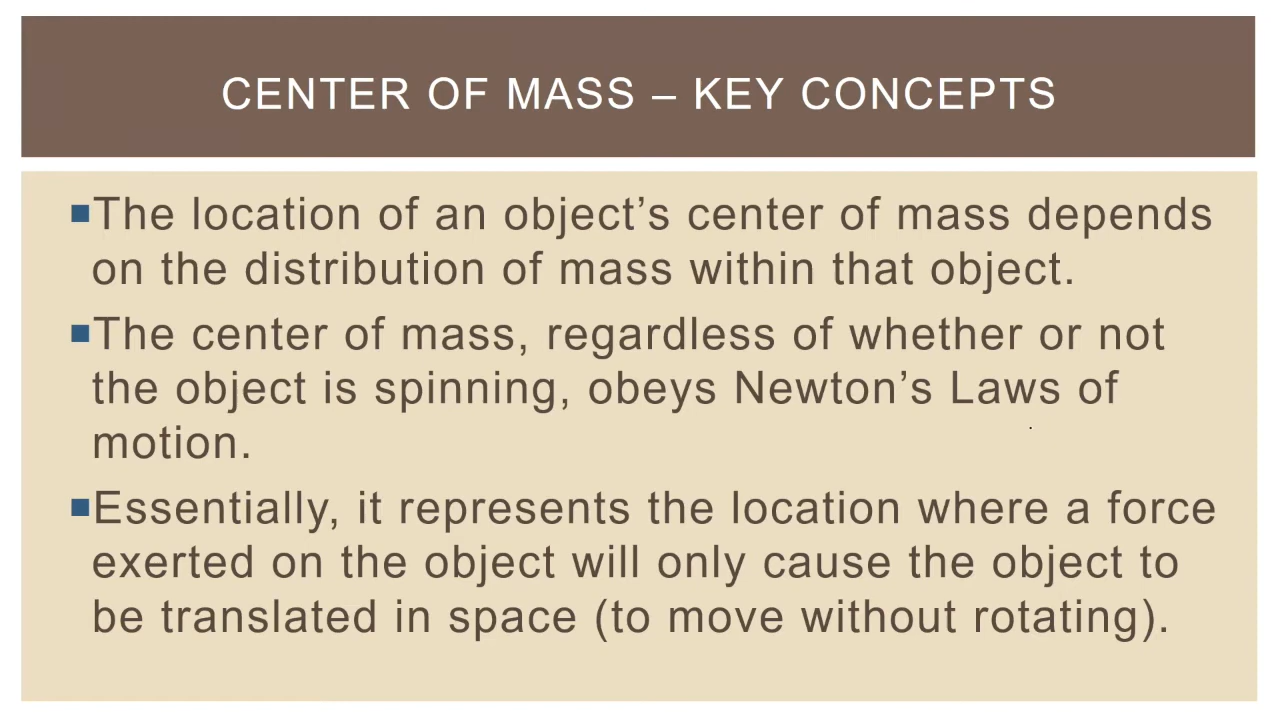 CENTER OF MASS – KEY CONCEPTS
▪The location of an object’s center of mass depends
on the distribution of mass within that object.
▪The center of mass, regardless of whether or not
the object is spinning, obeys Newton’s Laws of
motion.
▪Essentially, it represents the location where a force
exerted on the object will only cause the object to
be translated in space (to move without rotating).